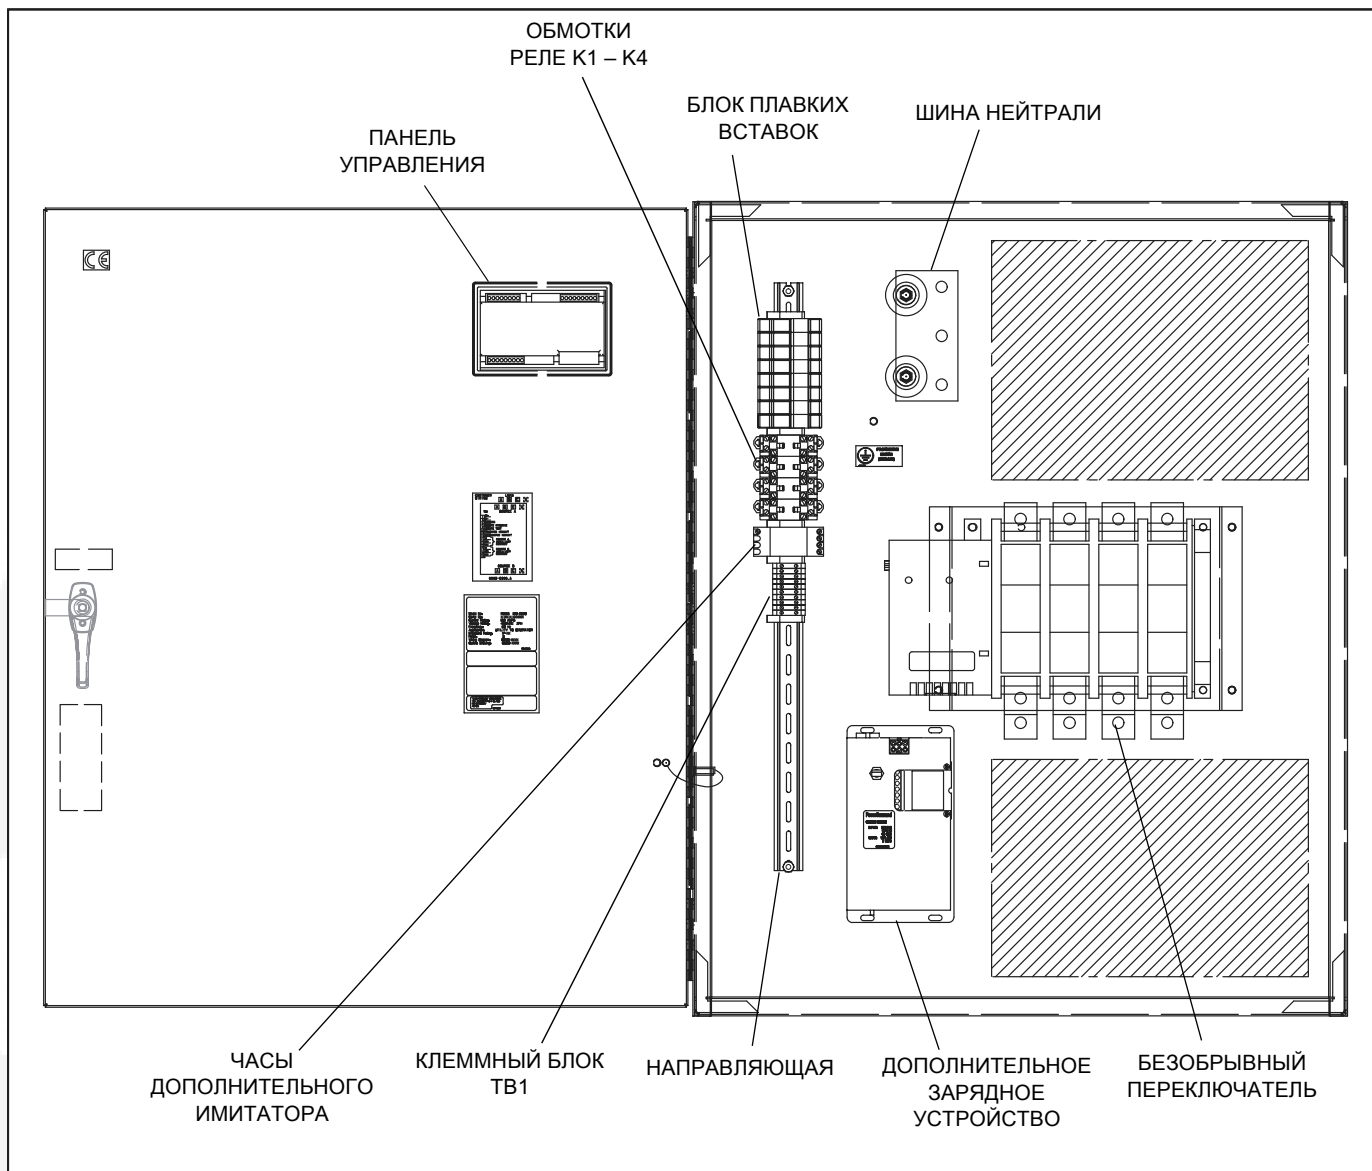 ОБМОТКИ
РЕЛЕ К1 – К4
БЛОК ПЛАВКИХ
ВСТАВОК
ШИНА НЕЙТРАЛИ
ПАНЕЛЬ
УПРАВЛЕНИЯ
CE
ЧАСЫ
ДОПОЛНИТЕЛЬНОГО
ИМИТАТОРА
КЛЕММНЫЙ БЛОК
ТВ1
НАПРАВЛЯЮЩАЯ
ДОПОЛНИТЕЛЬНОЕ
ЗАРЯДНОЕ
УСТРОЙСТВО
БЕЗОБРЫВНЫЙ
ПЕРЕКЛЮЧАТЕЛЬ